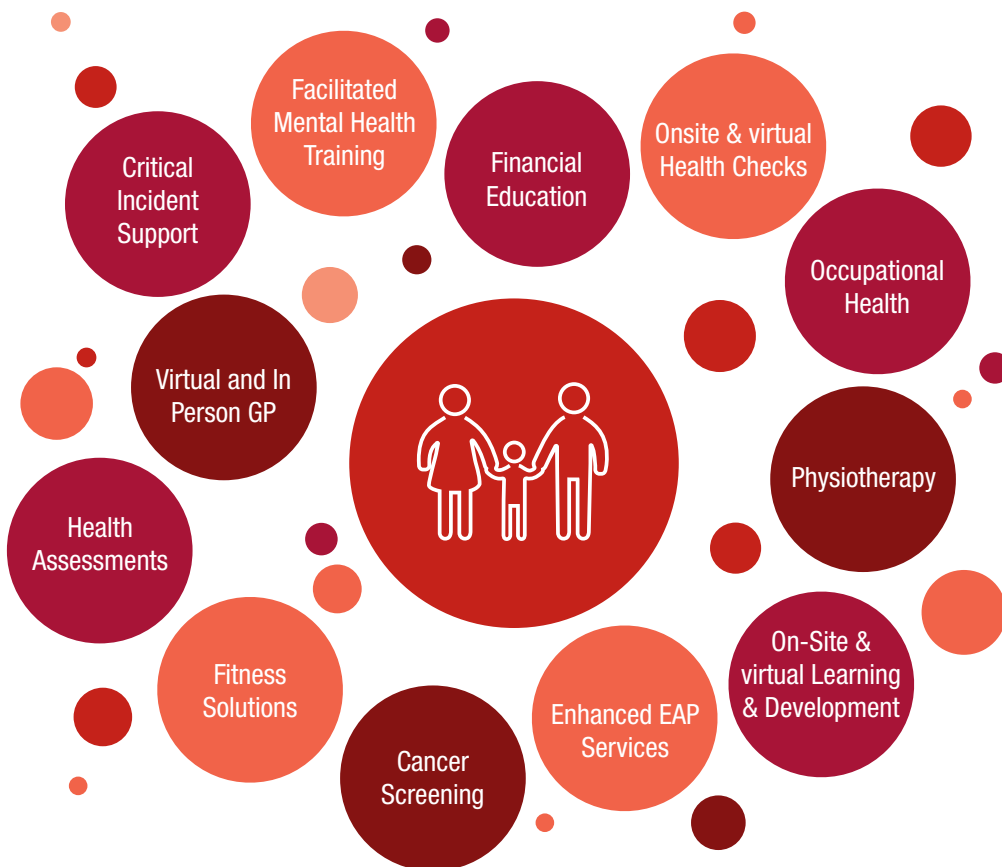 Facilitated
Mental Health
Training
Financial
Education
Onsite & virtual
Health Checks
Critical
Incident
Support
Occupational
Health
Virtual and In
Person GP
Physiotherapy
Health
Assessments
On-Site &
virtual Learning
& Development
Fitness
Solutions
Enhanced EAP
Services
Cancer
Screening